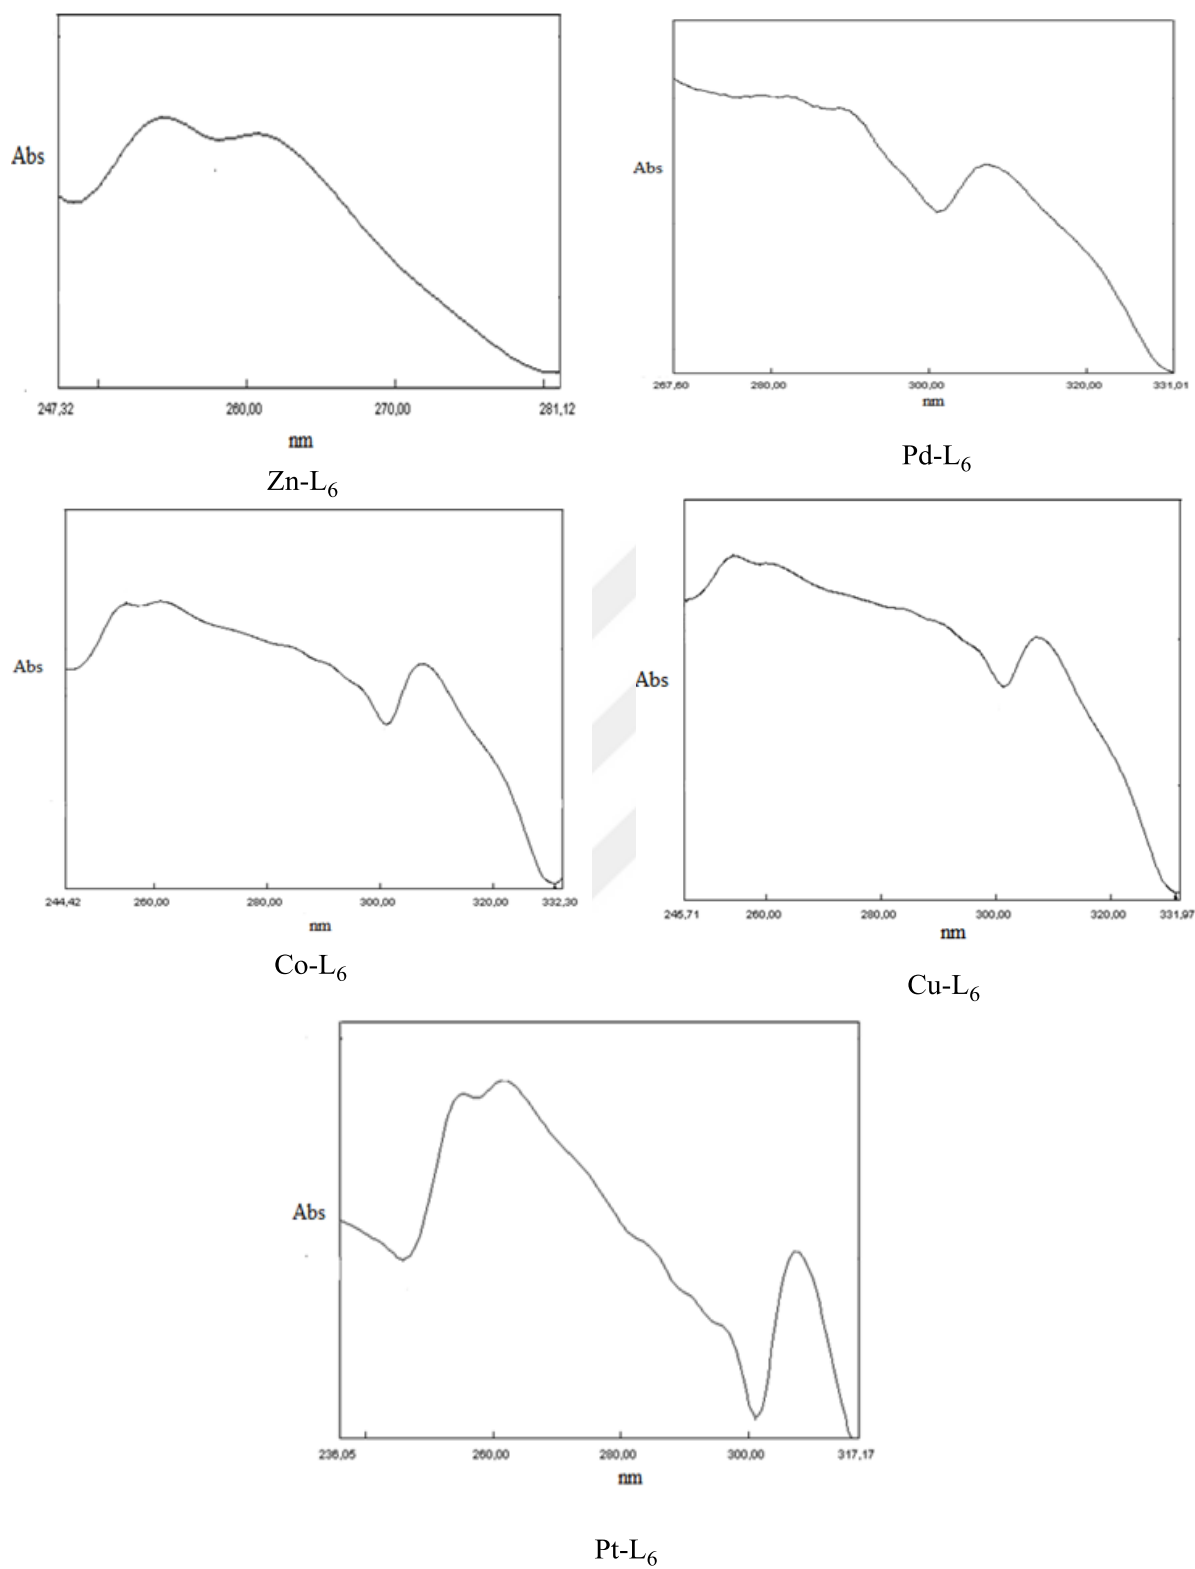 Abs
247,32 260,00 270,00 281,12
nm
Zn-L6
Abs
267,60 280,00 300,00 320,00 331,01
nm
Pd-L6
Abs
244,42 260,00 280,00 300,00 320,00 332,20
nm
Co-L6
Abs
245,71 260,00 280,00 300,00 320,00 331,97
nm
Cu-L6
Abs
236,05 260,00 280,00 300,00 317,17
nm
Pt-L6